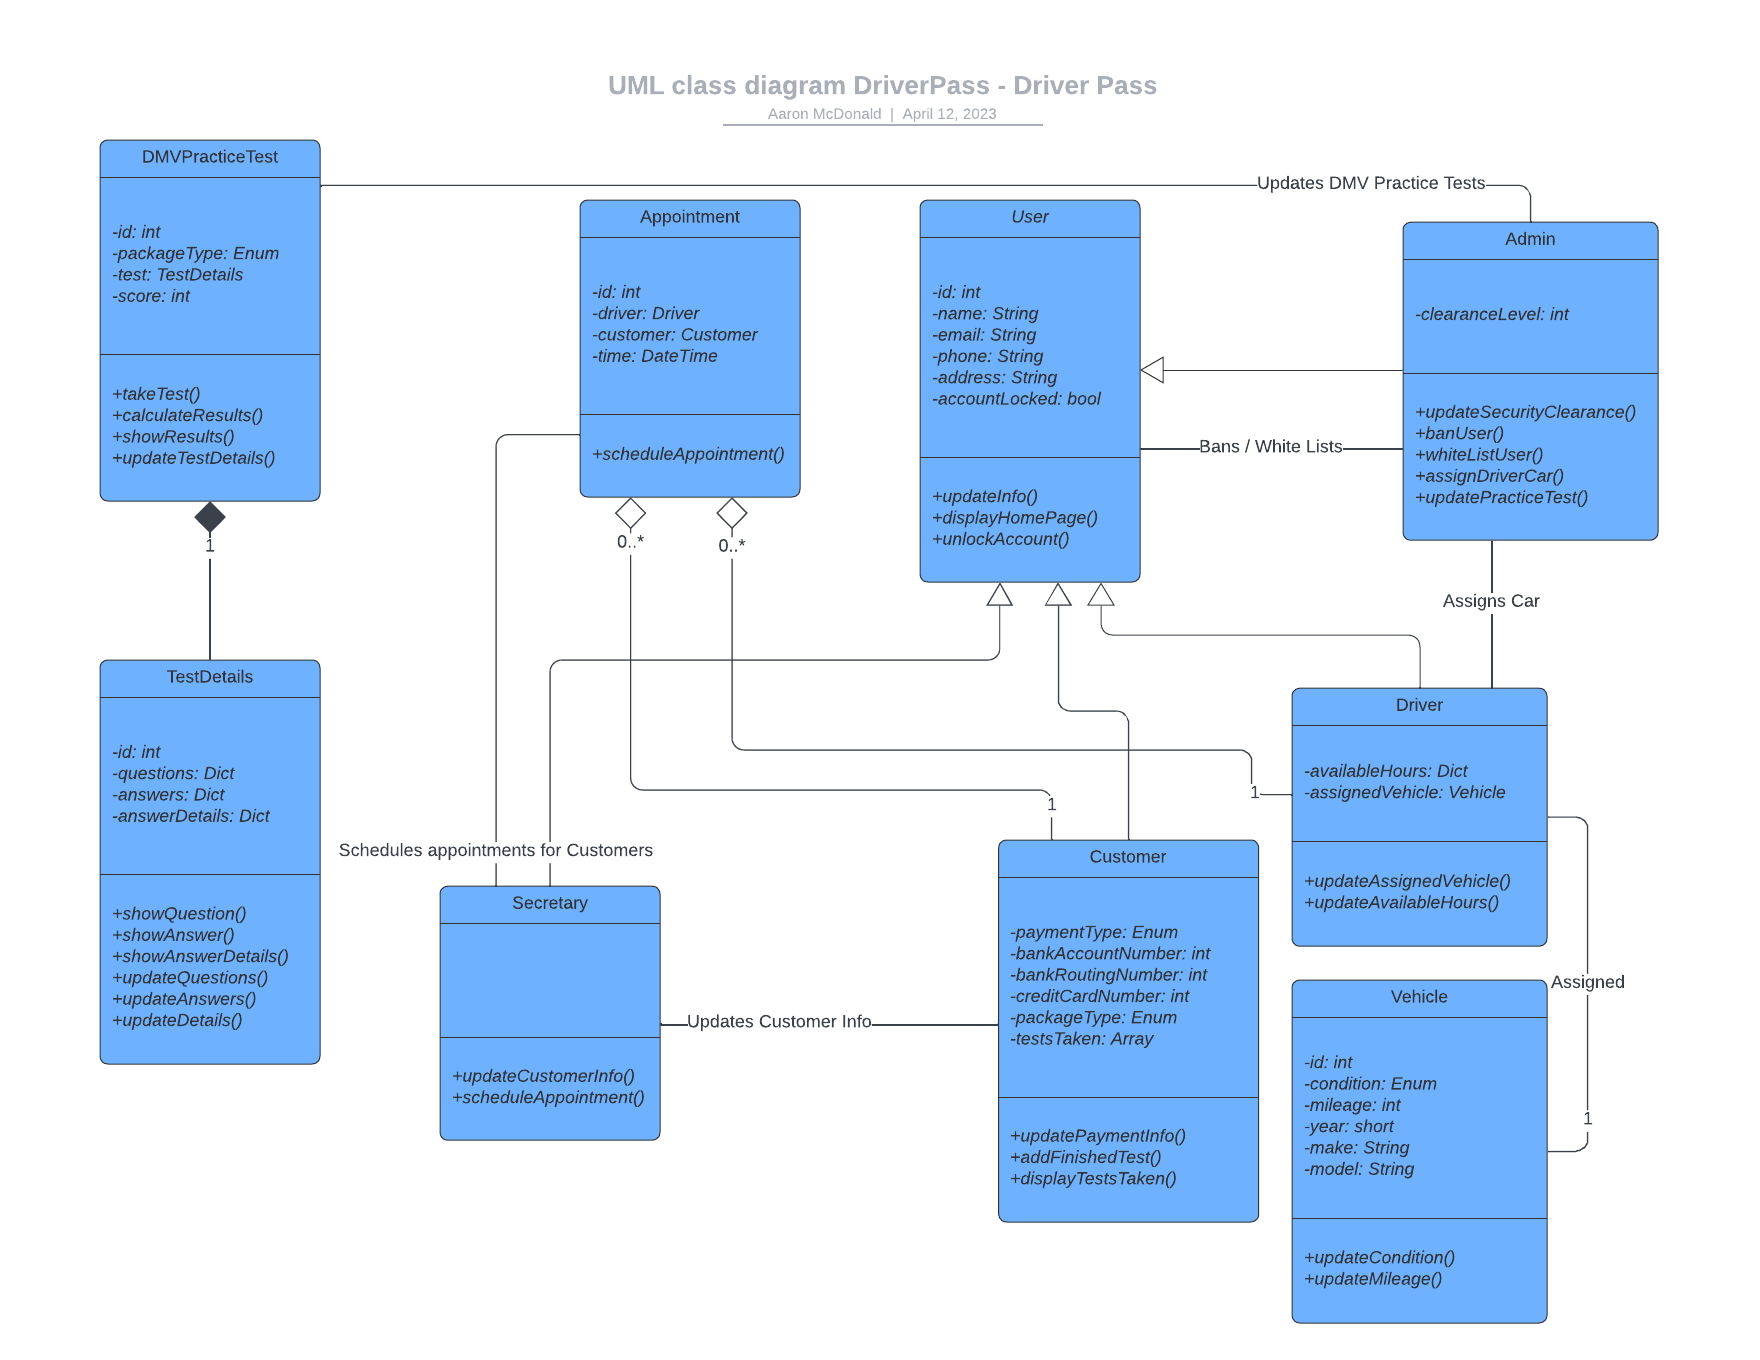 UML class diagram DriverPass - Driver Pass
Aaron McDonald | April 12, 2023
DMVPracticeTest
-id: int
-packageType: Enum
-test: TestDetails
-score: int
+takeTest()
+calculateResults()
+showResults()
+updateTestDetails()
1
TestDetails
-id: int
-questions: Dict
-answers: Dict
-answerDetails: Dict
+showQuestion()
+showAnswer()
+showAnswerDetails()
+updateQuestions()
+updateAnswers()
+updateDetails()
Appointment
-id: int
-driver: Driver
-customer: Customer
-time: DateTime
+scheduleAppointment()
0..*
0..*
Schedules appointments for Customers
Secretary
+updateCustomerInfo()
+scheduleAppointment()
Updates Customer Info
User
-id: int
-name: String
-email: String
-phone: String
-address: String
-accountLocked: bool
+updateInfo()
+displayHomePage()
+unlockAccount()
1
Customer
-paymentType: Enum
-bankAccountNumber: int
-bankRoutingNumber: int
-creditCardNumber: int
-packageType: Enum
-testsTaken: Array
+updatePaymentInfo()
+addFinishedTest()
+displayTestsTaken()
Updates DMV Practice Tests
Bans / White Lists
Admin
-clearanceLevel: int
+updateSecurityClearance()
+banUser()
+whiteListUser()
+assignDriverCar()
+updatePracticeTest()
Assigns Car
1
Driver
-availableHours: Dict
-assignedVehicle: Vehicle
+updateAssignedVehicle()
+updateAvailableHours()
Assigned
1
Vehicle
-id: int
-condition: Enum
-mileage: int
-year: short
-make: String
-model: String
+updateCondition()
+updateMileage()